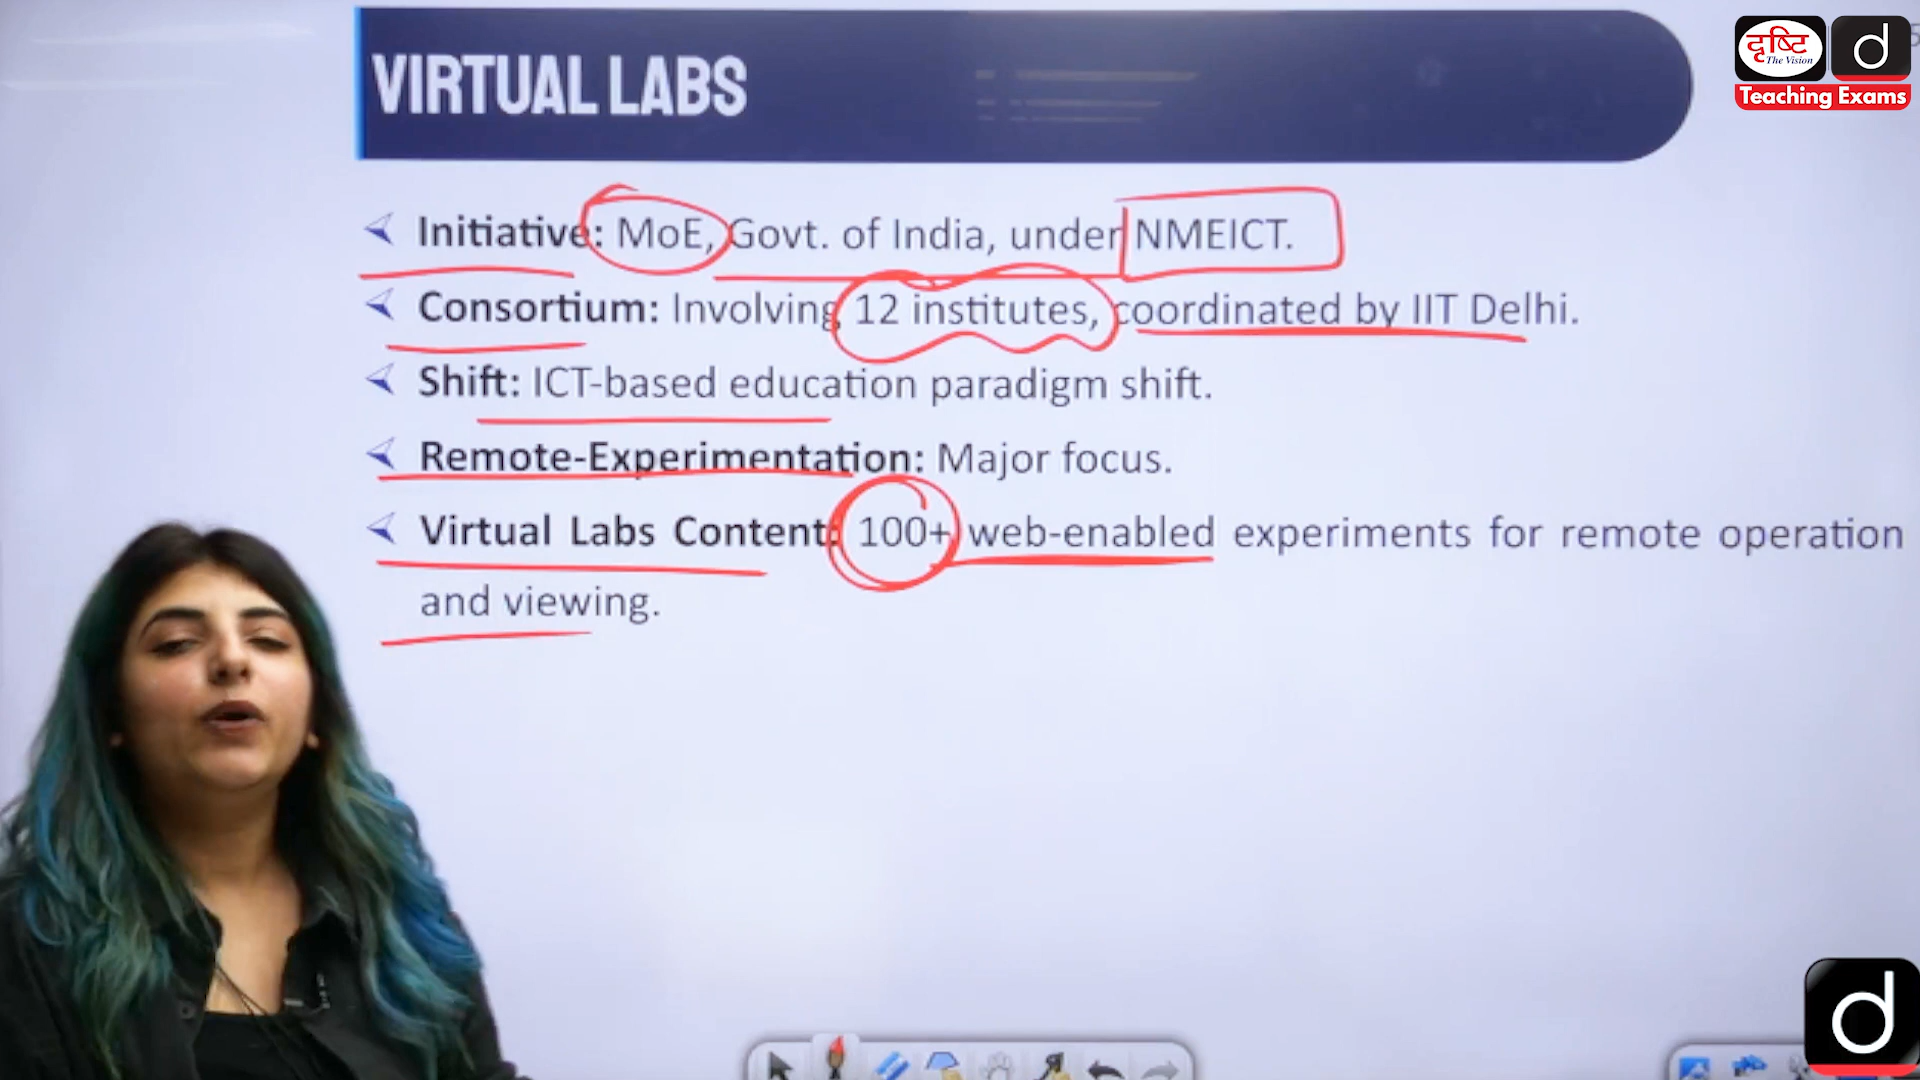 VIRTUAL LABS
दृष्टि
The Vision
d
Teaching Exams
Initiative: MoE, Govt. of India, under NMEICT.
Consortium: Involving 12 institutes, coordinated by IIT Delhi.
Shift: ICT-based education paradigm shift.
Remote-Experimentation: Major focus.
Virtual Labs Content: 100+ web-enabled experiments for remote operation
and viewing.
d